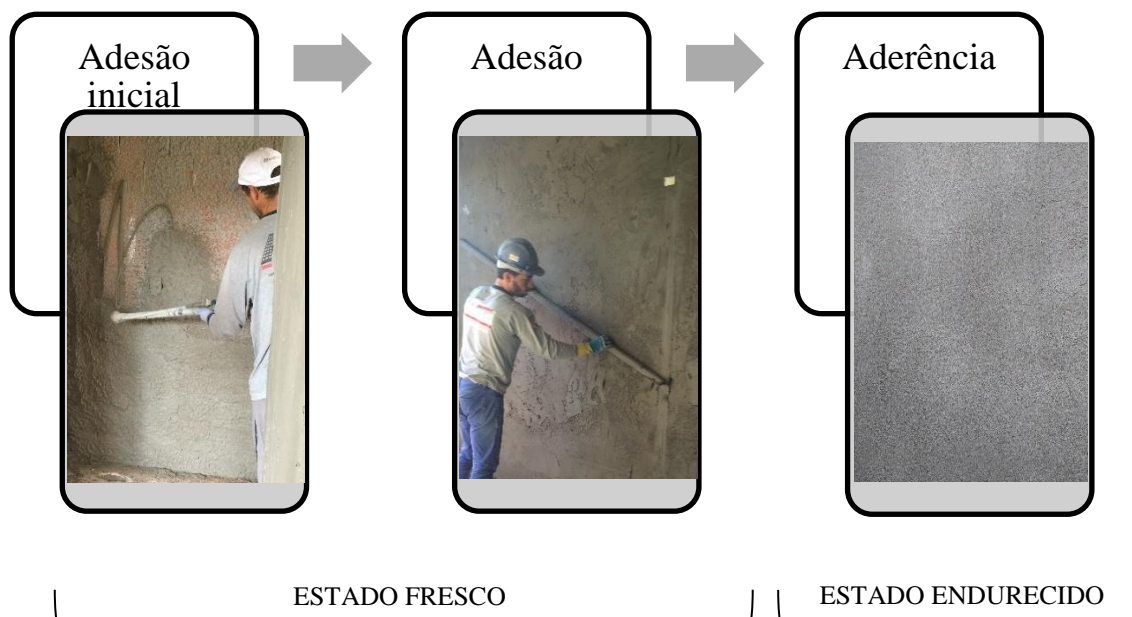 Adesão
inicial
Adesão
Aderência
ESTADO FRESCO
ESTADO ENDURECIDO